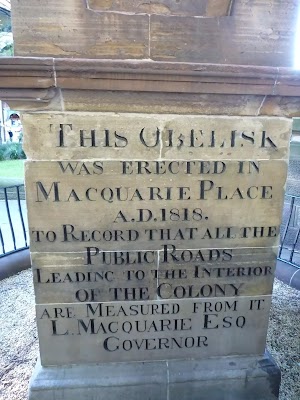 THIS OBELISK
WAS ERECTED IN
MACQUARIE PLACE
A.D.1818.
TO RECORD THAT ALL THE
PUBLIC ROADS
LEADING TO THE INTERIOR
OF THE COLONY
ARE MEASURED FROM IT
L. MACQUARIE ESQ
GOVERNOR